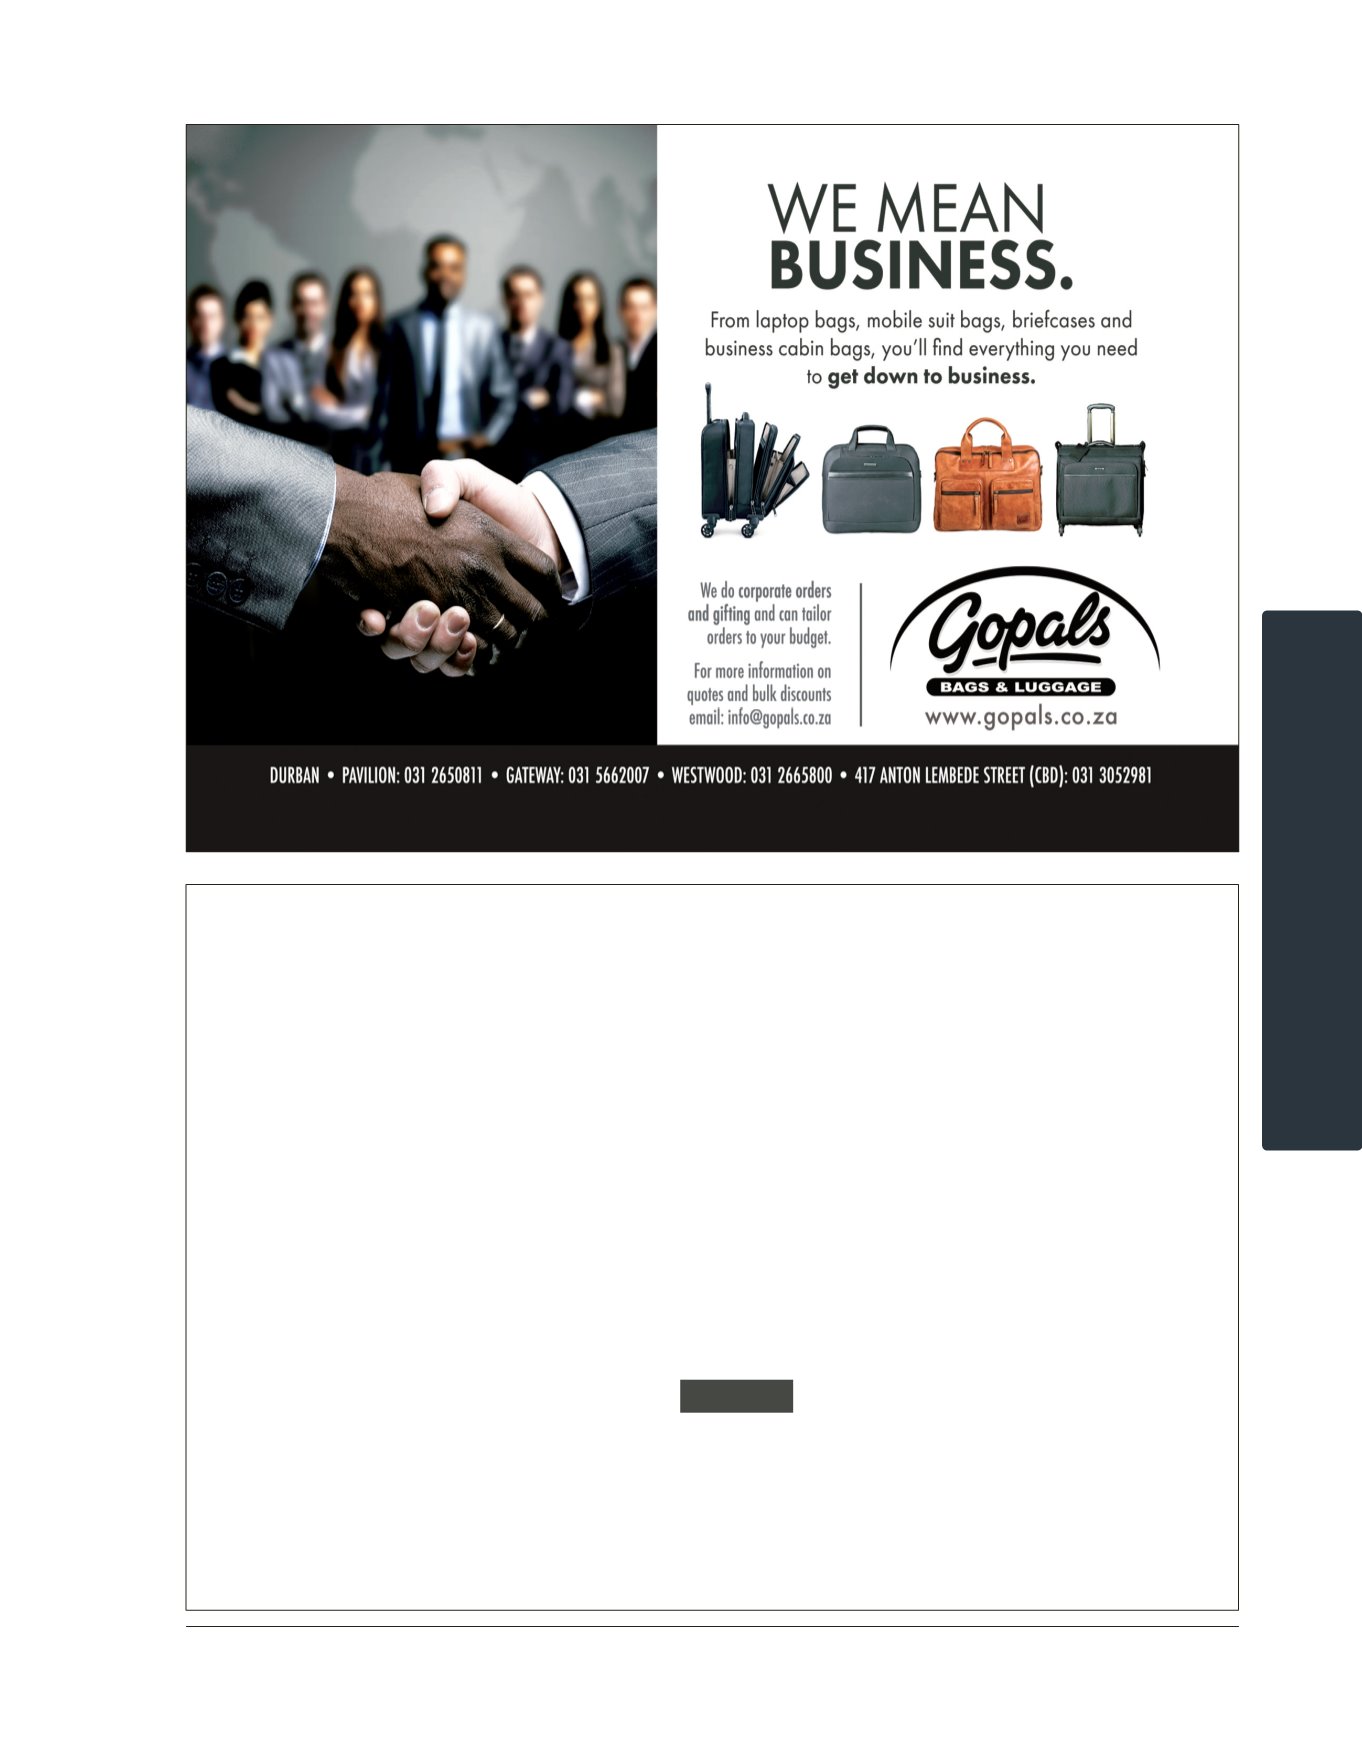 WE MEAN
BUSINESS.
From laptop bags, mobile suit bags, briefcases and
business cabin bags, you'll find everything you need
to get down to business.
We do corporate orders
and gifting and can tailor
orders to your budget.
For more information on
quotes and bulk discounts
email: info@gopals.co.za
Gopals
BAGS & LUGGAGE
www.gopals.co.za
DURBAN • PAVILION: 031 2650811 • GATEWAY: 031 5662007 • WESTWOOD: 031 2665800 • 417 ANTON LEMBEDE STREET (CBD): 031 3052981